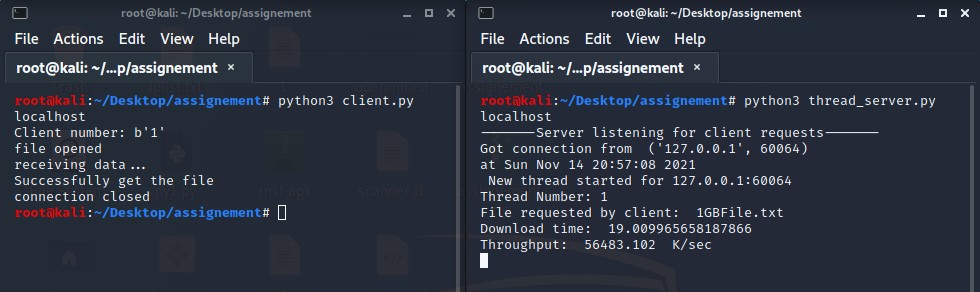 root@kali: ~/Desktop/assignement
File Actions Edit View Help
root@kali: ~/...p/assignement ×
root@kali:~/Desktop/assignement# python3 client.py
localhost
Client number: b'1'
file opened
receiving data...
Successfully get the file
connection closed
root@kali:~/Desktop/assignement#
root@kali: ~/Desktop/assignement
File Actions Edit View Help
root@kali: ~/...p/assignement ×
root@kali:~/Desktop/assignement# python3 thread_server.py
localhost
———————Server listening for client requests———————
Got connection from  ('127.0.0.1', 60064)
at Sun Nov 14 20:57:08 2021
 New thread started for 127.0.0.1:60064
Thread Number: 1
File requested by client:  1GBFile.txt
Download time:  19.009965658187866
Throughput:  56483.102  K/sec